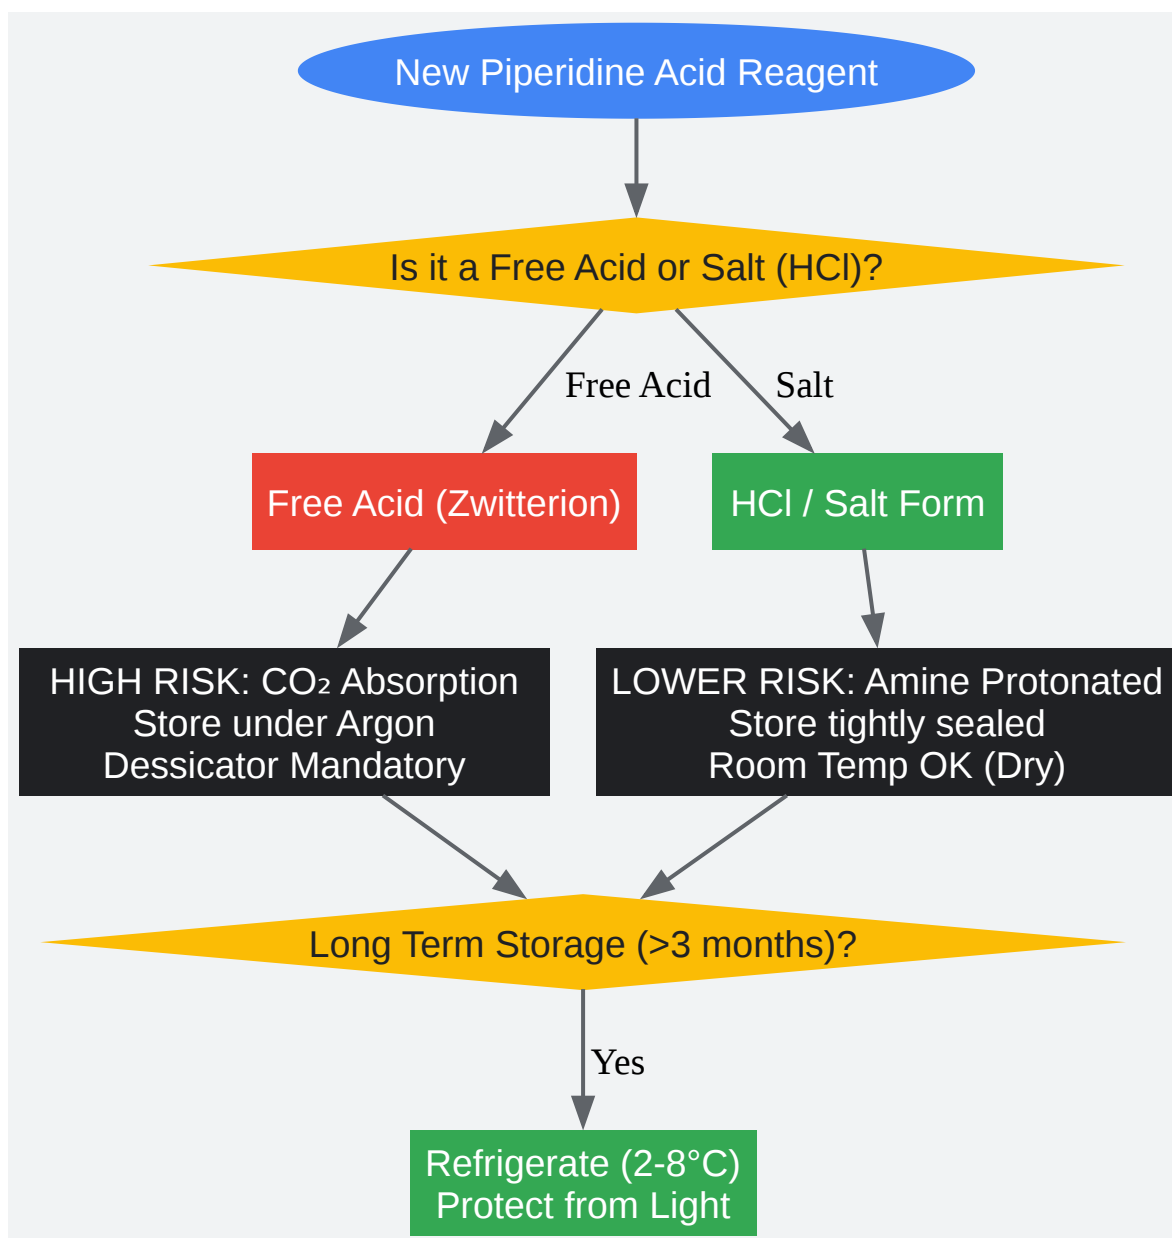 New Piperidine Acid Reagent
Is it a Free Acid or Salt (HCl)?
Free Acid
Salt
Free Acid (Zwitterion)
HCl / Salt Form
HIGH RISK: CO₂ Absorption
Store under Argon
Dessicator Mandatory
LOWER RISK: Amine Protonated
Store tightly sealed
Room Temp OK (Dry)
Long Term Storage (>3 months)?
Yes
Refrigerate (2-8°C)
Protect from Light